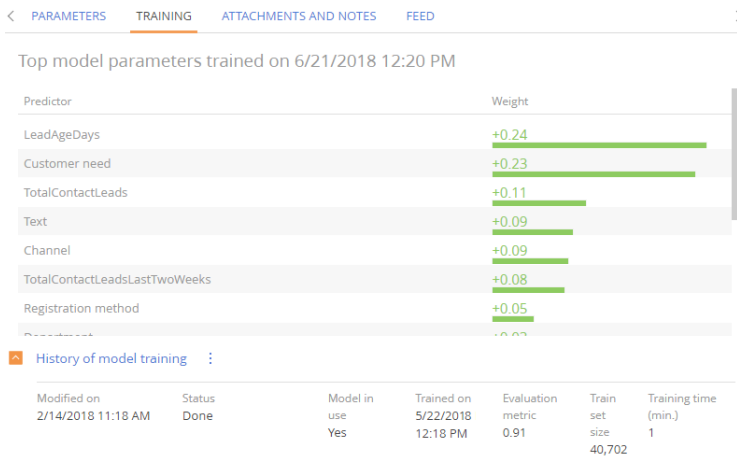 PARAMETERS TRAINING ATTACHMENTS AND NOTES FEED
Top model parameters trained on 6/21/2018 12:20 PM
Predictor Weight
LeadAgeDays +0.24
Customer need +0.23
TotalContactLeads +0.11
Text +0.09
Channel +0.09
TotalContactLeadsLastTwoWeeks +0.08
Registration method +0.05
History of model training
Modified on Status Model in Trained on Evaluation Train Training time
2/14/2018 11:18 AM Done use 5/22/2018 metric set (min.)
Yes 12:18 PM 0.91 size 1
40,702